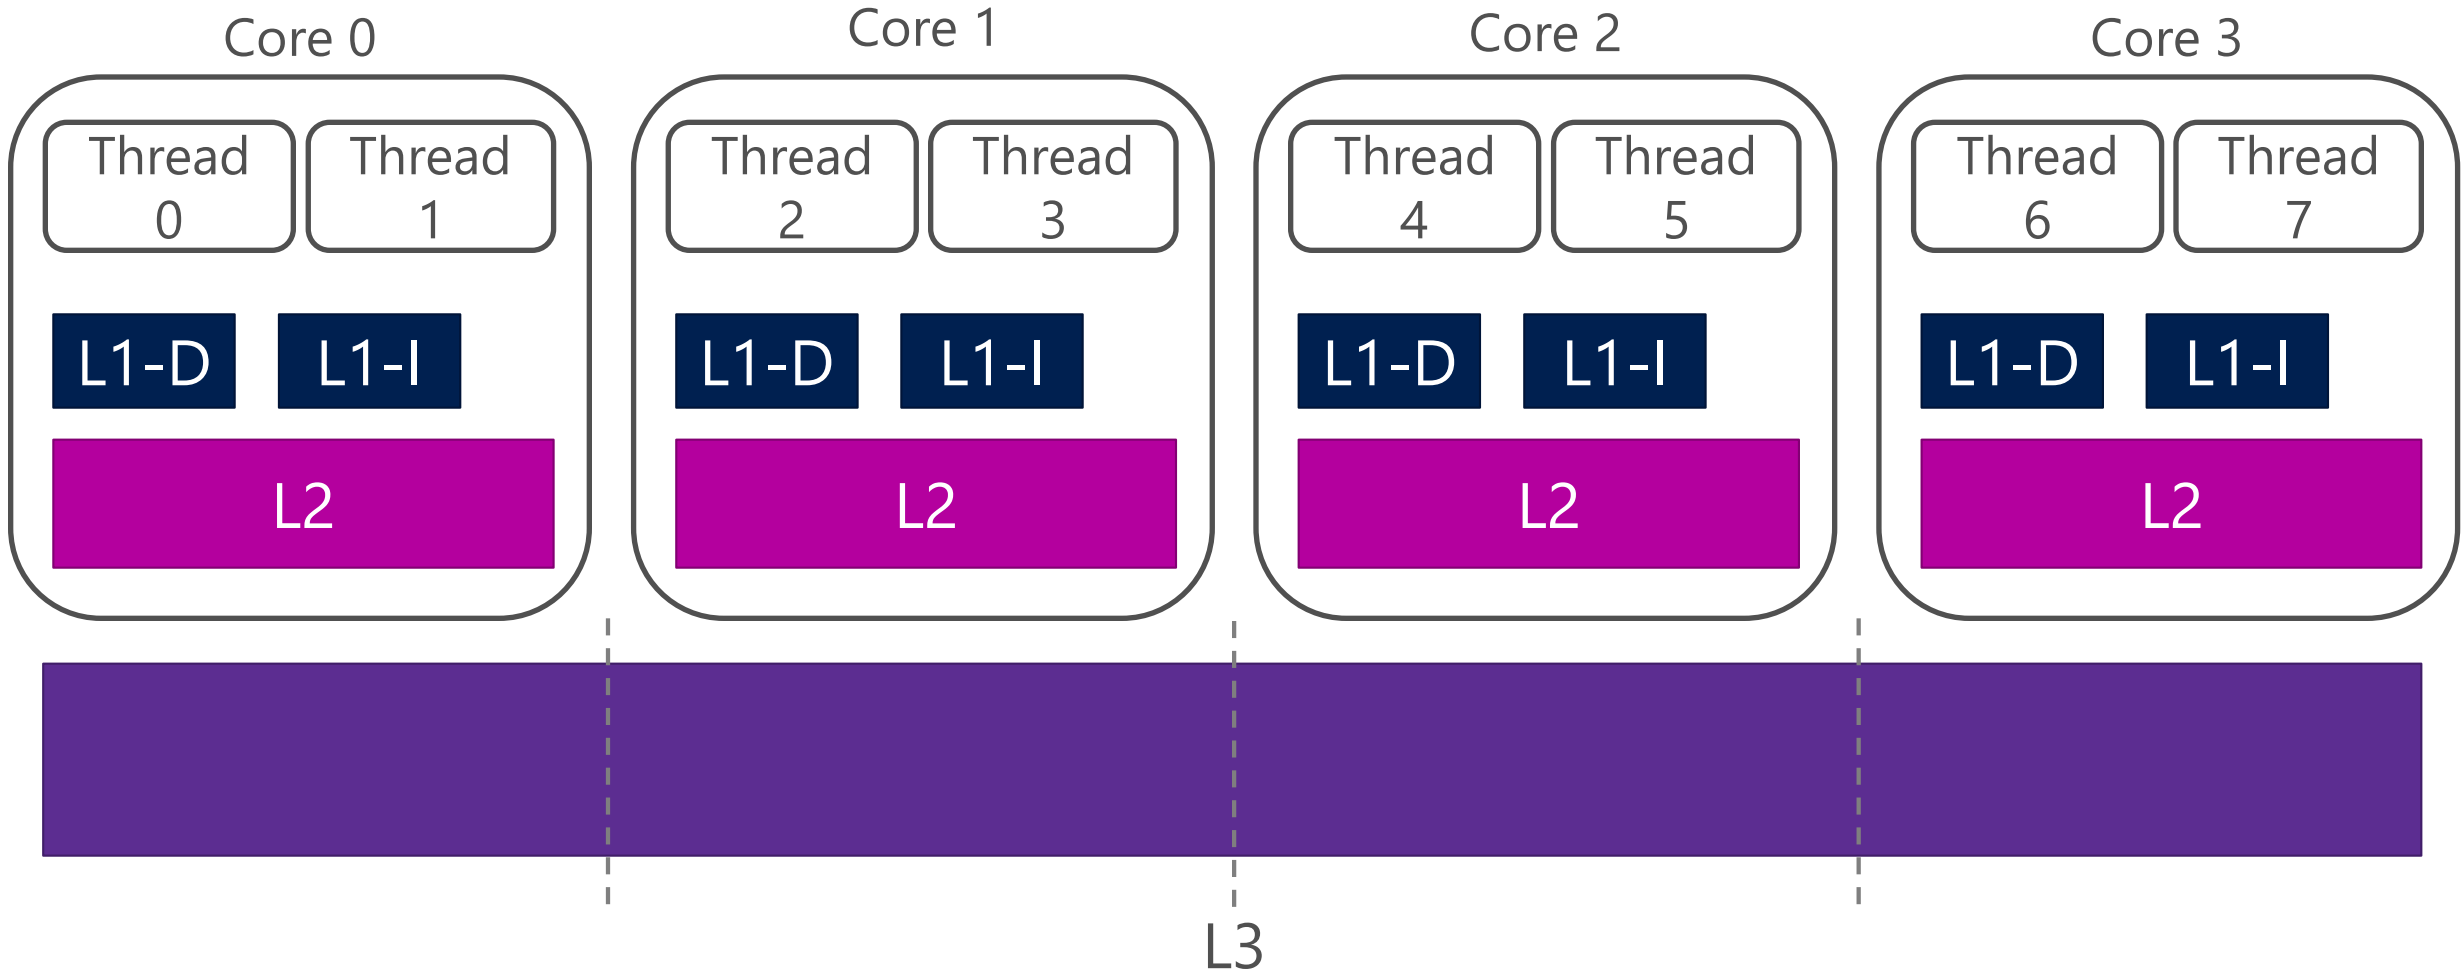 Core 0
Core 1
Core 2
Core 3
Thread
0
Thread
1
Thread
2
Thread
3
Thread
4
Thread
5
Thread
6
Thread
7
L1-D
L1-I
L1-D
L1-I
L1-D
L1-I
L1-D
L1-I
L2
L2
L2
L2
L3